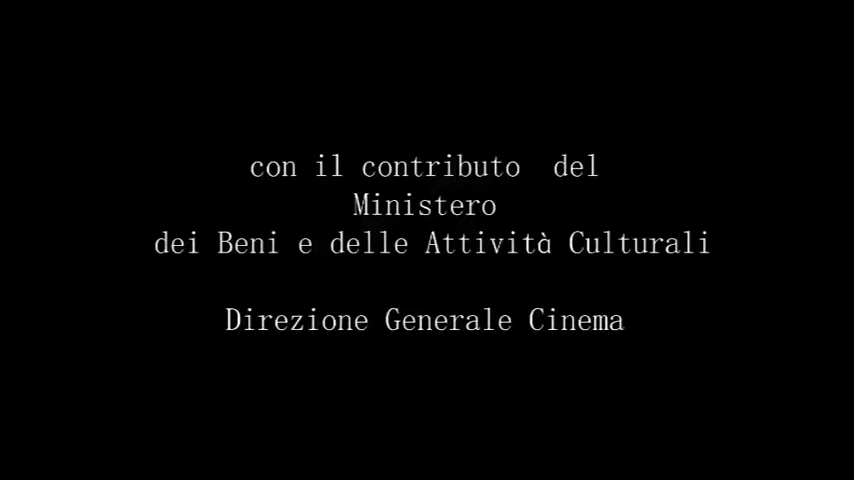 con il contributo del
Ministero
dei Beni e delle Attività Culturali
Direzione Generale Cinema